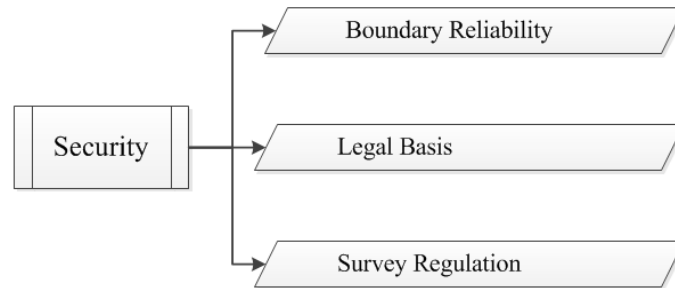 Boundary Reliability
Security
Legal Basis
Survey Regulation